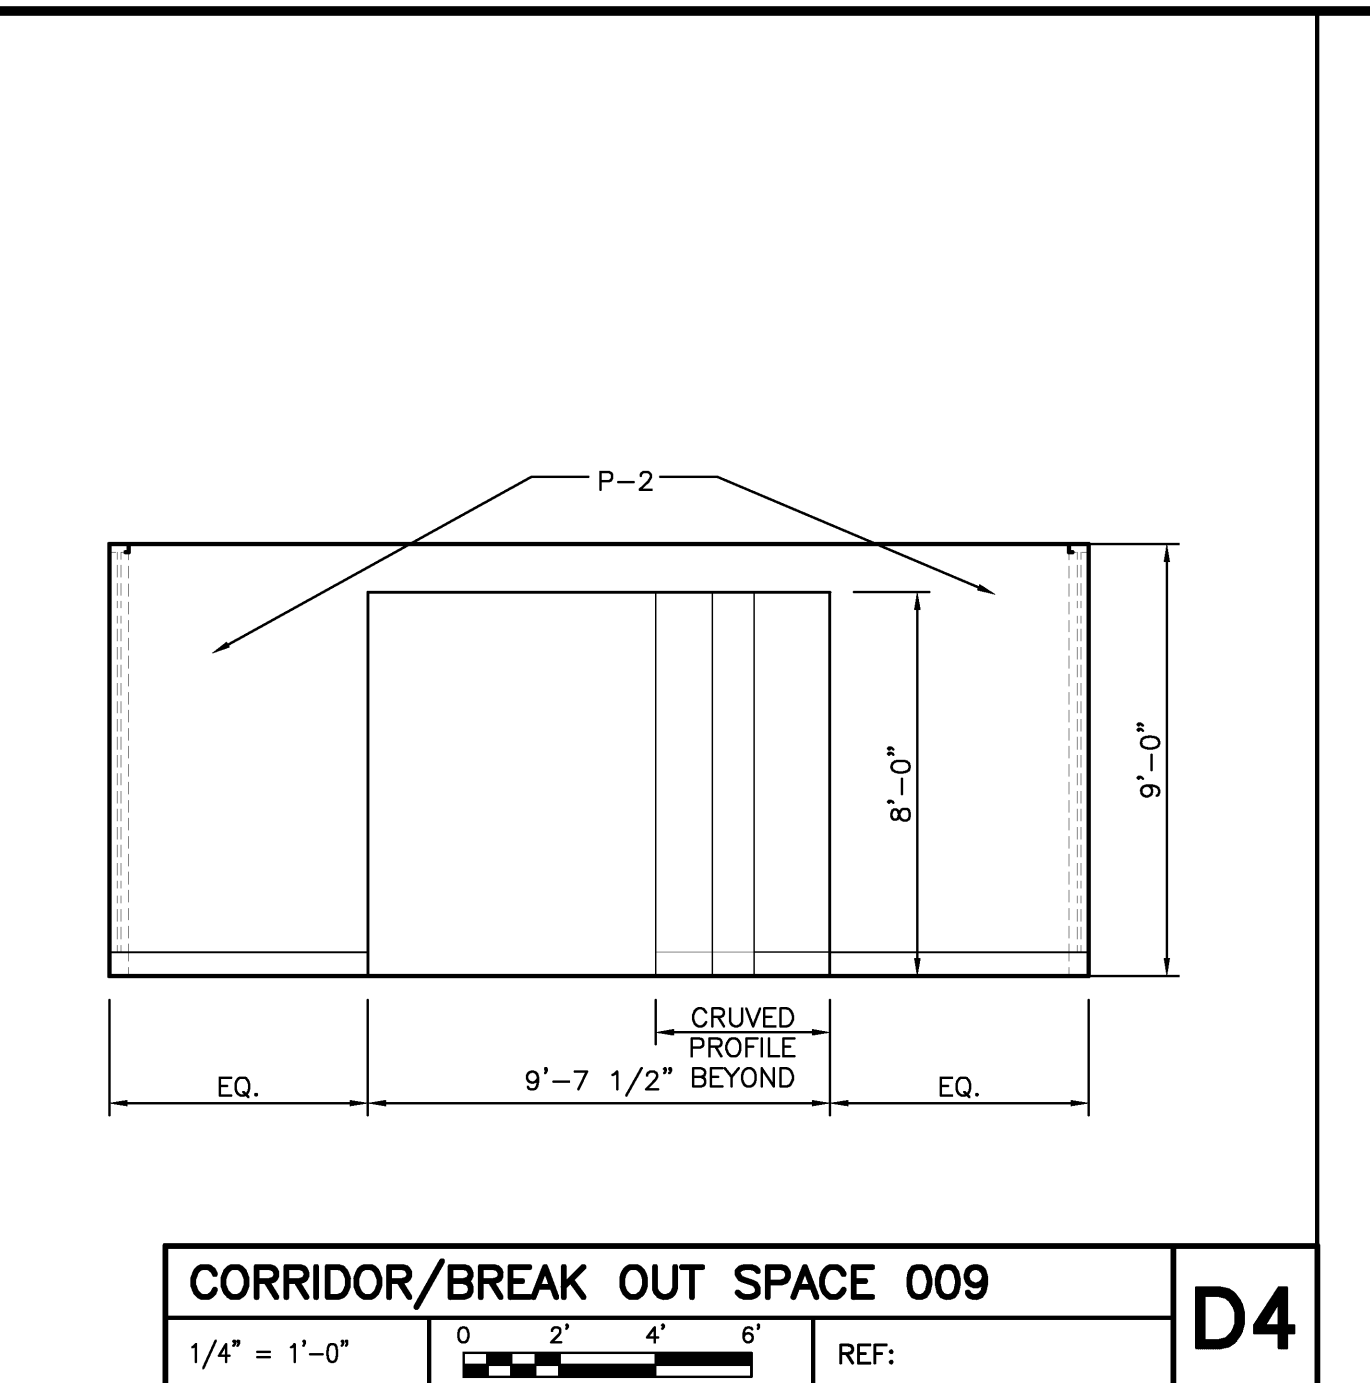 P-2
8'-0"
9'-0"
CRUVED
PROFILE
9'-7 1/2" BEYOND
EQ.
EQ.
CORRIDOR/BREAK OUT SPACE 009
D4
1/4" = 1'-0"
0 2' 4' 6'
REF: